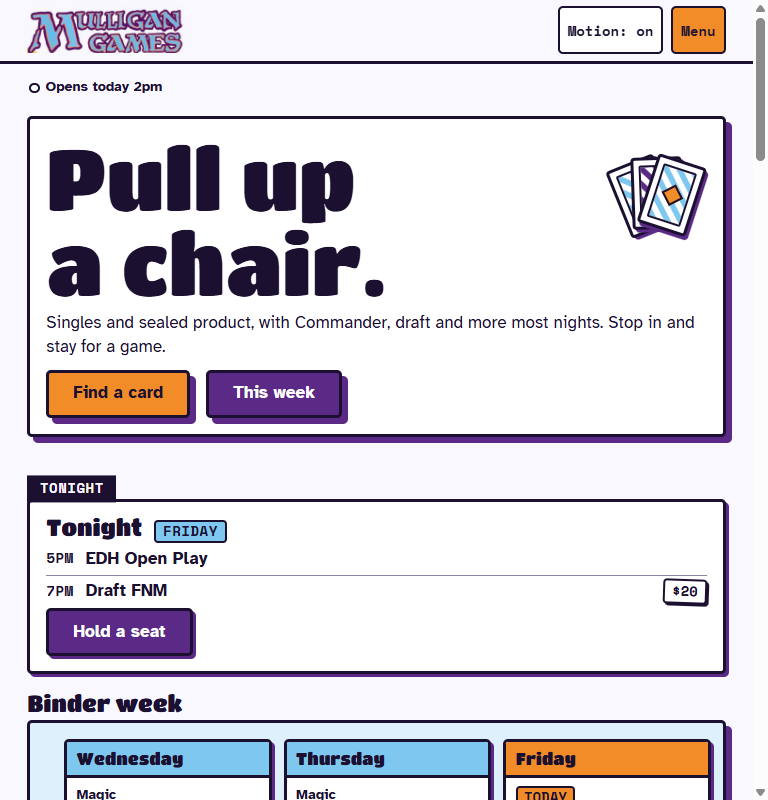 Mulligan Games
Motion: on
Menu
Opens today 2pm
Pull up
a chair.
Singles and sealed product, with Commander, draft and more most nights. Stop in and
stay for a game.
Find a card
This week
TONIGHT
Tonight
FRIDAY
5PM EDH Open Play
7PM Draft FNM
$20
Hold a seat
Binder week
Wednesday
Thursday
Friday
Magic
Magic
TODAY